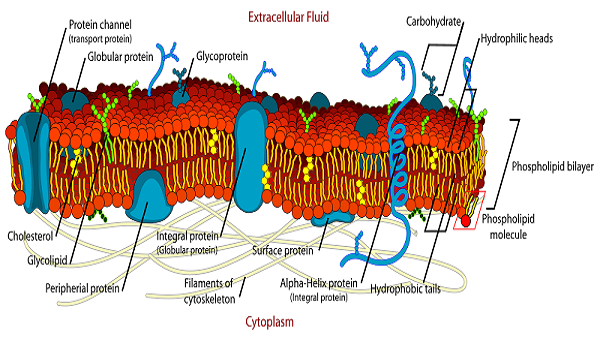 Extracellular Fluid
Protein channel
(transport protein)
Globular protein
Glycoprotein
Carbohydrate
Hydrophilic heads
Phospholipid bilayer
Phospholipid
molecule
Cholesterol
Glycolipid
Peripheral protein
Integral protein
(Globular protein)
Filaments of
cytoskeleton
Surface protein
Alpha-Helix protein
(Integral protein)
Hydrophobic tails
Cytoplasm